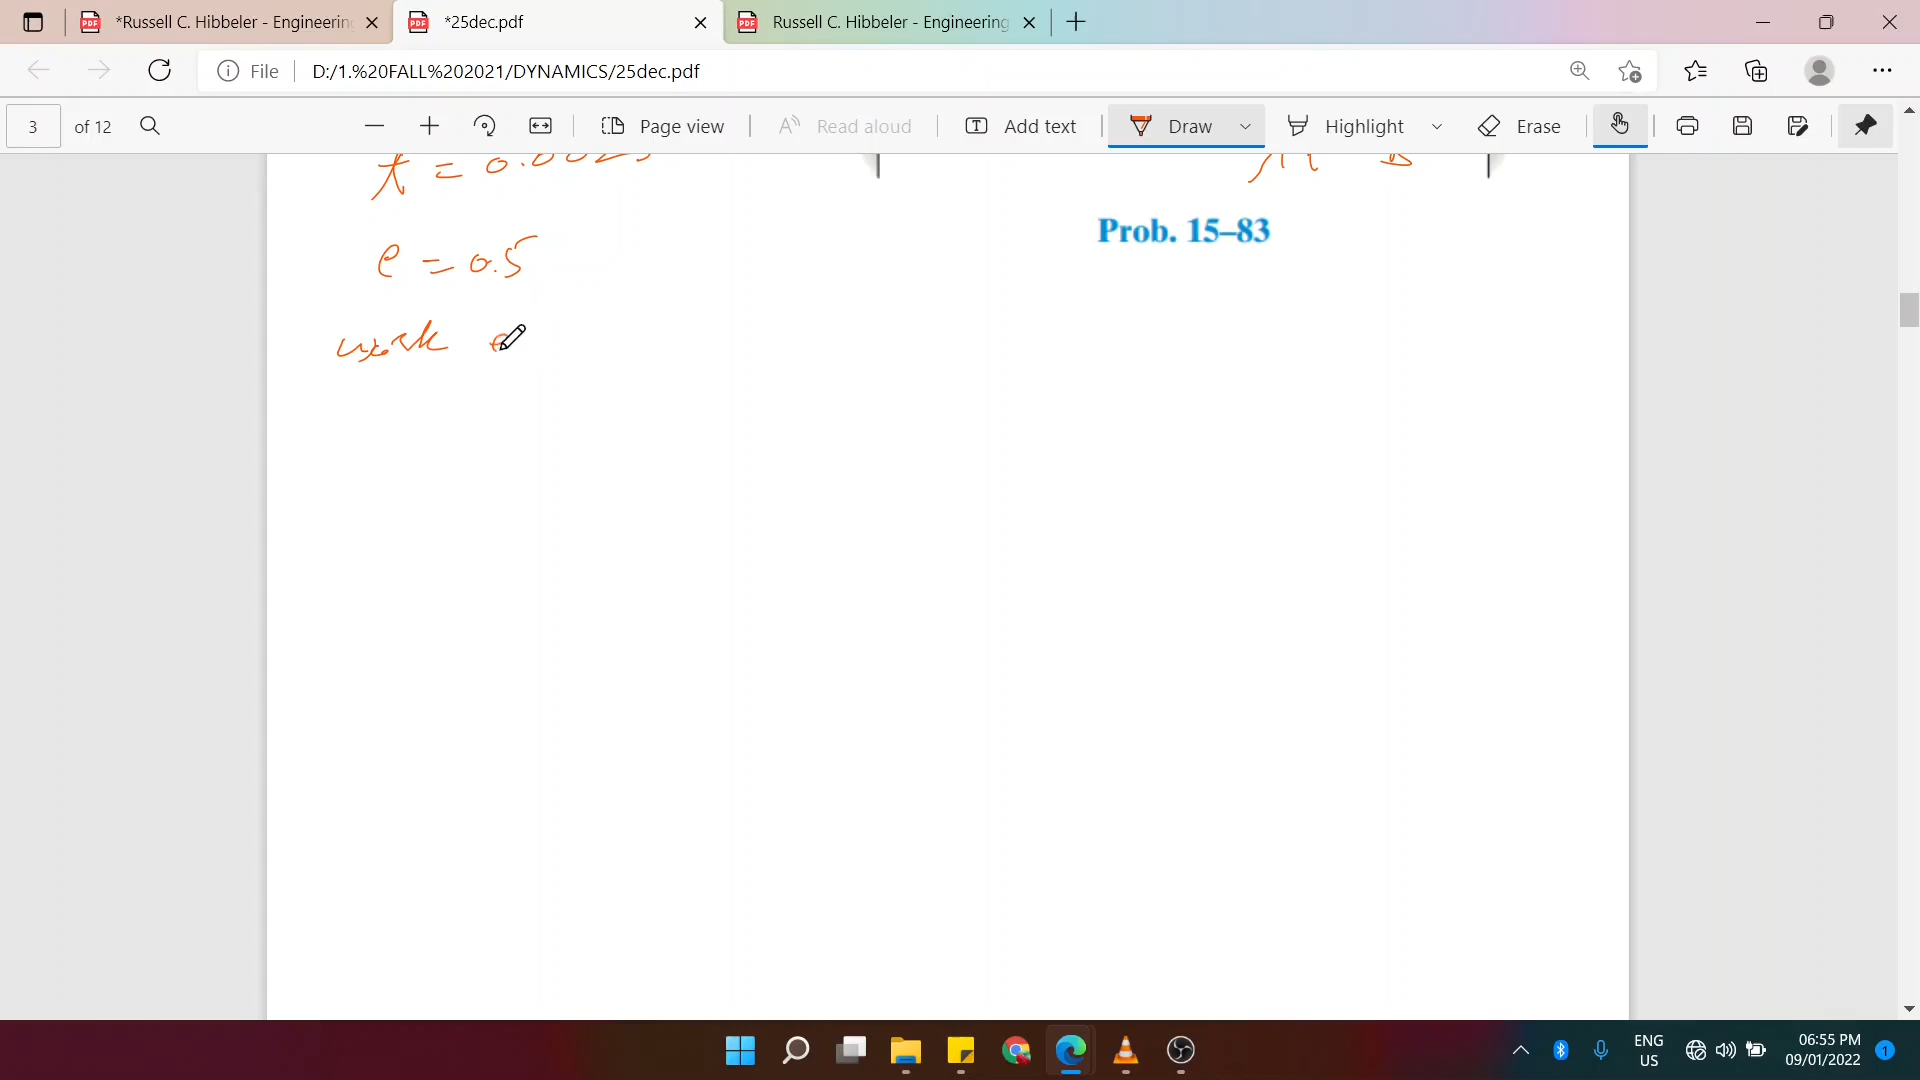 *Russell C. Hibbeler - Engineering
*25dec.pdf
Russell C. Hibbeler - Engineering
File
D:/1.%20FALL%202021/DYNAMICS/25dec.pdf
3 of 12
Page view
Read aloud
Add text
Draw
Highlight
Erase
Prob. 15–83
e = 0.5
work
ENG
US
06:55 PM
09/01/2022
1